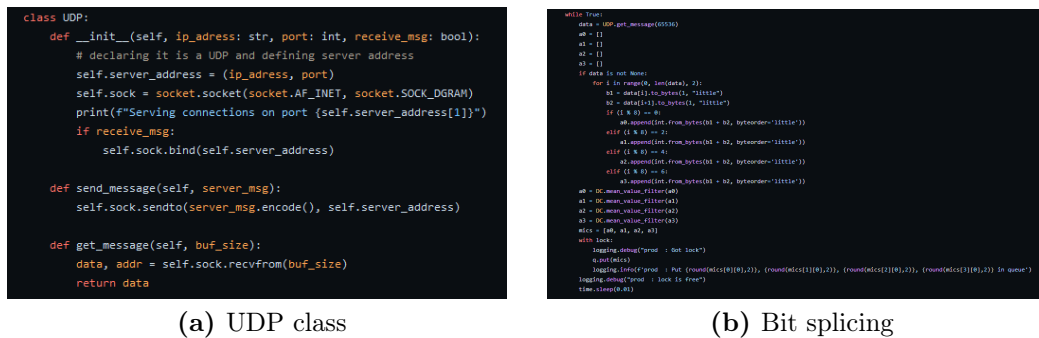 class UDP:
def __init__(self, ip_adress: str, port: int, receive_msg: bool):
# declaring it is a UDP and defining server address
self.server_address = (ip_adress, port)
self.sock = socket.socket(socket.AF_INET, socket.SOCK_DGRAM)
print(f"Serving connections on port {self.server_address[1]}")
if receive_msg:
self.sock.bind(self.server_address)
def send_message(self, server_msg):
self.sock.sendto(server_msg.encode(), self.server_address)
def get_message(self, buf_size):
data, addr = self.sock.recvfrom(buf_size)
return data
(a) UDP class
while True:
data = UDP.get_message(65536)
a0 = []
a1 = []
a2 = []
a3 = []
if data is not None:
for i in range(0, len(data), 2):
b1 = data[i].to_bytes(1, "little")
b2 = data[i+1].to_bytes(1, "little")
if (i % 8) == 0:
a0.append(int.from_bytes(b1 + b2, byteorder='little'))
elif (i % 8) == 2:
a1.append(int.from_bytes(b1 + b2, byteorder='little'))
elif (i % 8) == 4:
a2.append(int.from_bytes(b1 + b2, byteorder='little'))
elif (i % 8) == 6:
a3.append(int.from_bytes(b1 + b2, byteorder='little'))
a0 = DC.mean_value_filter(a0)
a1 = DC.mean_value_filter(a1)
a2 = DC.mean_value_filter(a2)
a3 = DC.mean_value_filter(a3)
mics = [a0, a1, a2, a3]
with lock:
logging.debug("prod : Got lock")
q.put(mics)
logging.info(f'prod : Put {round(mics[0][0],2)}, {round(mics[1][0],2)}, {round(mics[2][0],2)}, {round(mics[3][0],2)} in queue')
logging.debug("prod : lock is free")
time.sleep(0.01)
(b) Bit splicing